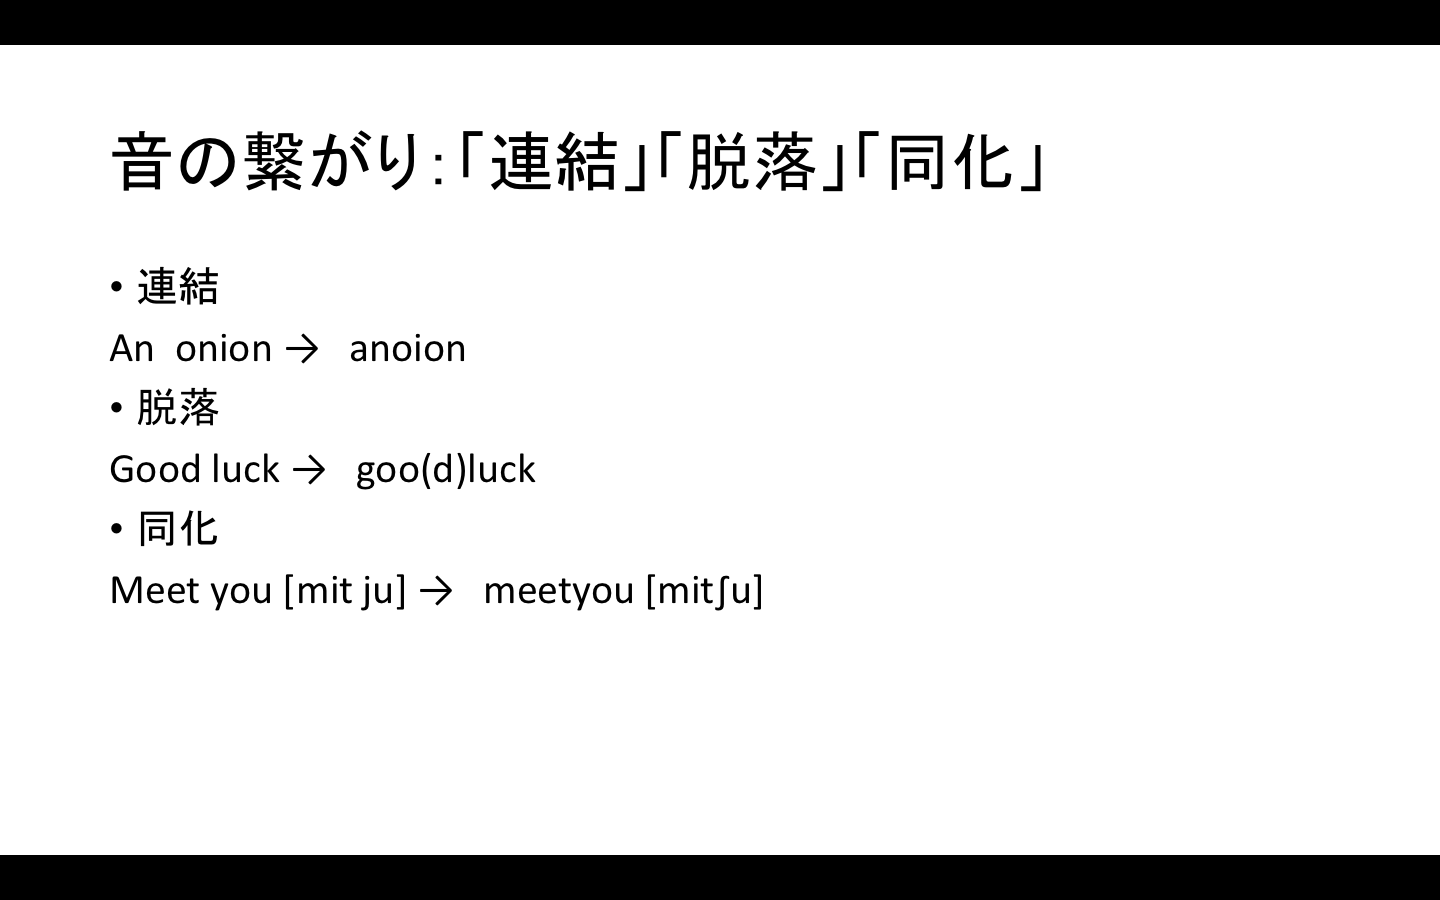 音の繋がり:「連結」「脱落」「同化」
• 連結
An  onion →   anoion
• 脱落
Good luck →   goo(d)luck
• 同化
Meet you [mit ju] →   meetyou [mitʃu]